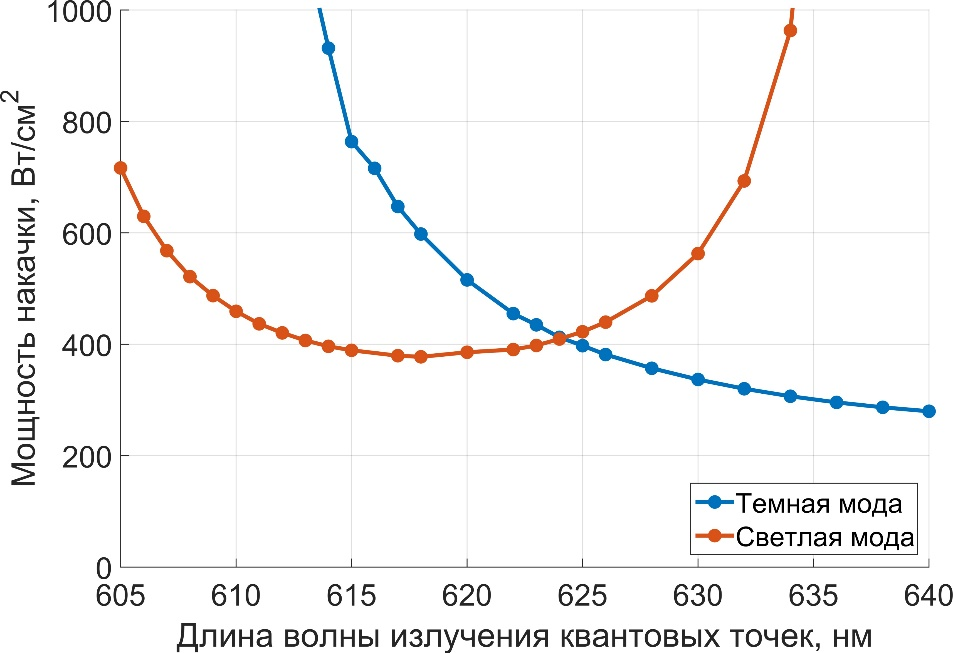 Мощность накачки, Вт/см²
1000
800
600
400
200
0
605 610 615 620 625 630 635 640
Длина волны излучения квантовых точек, нм
Темная мода
Светлая мода